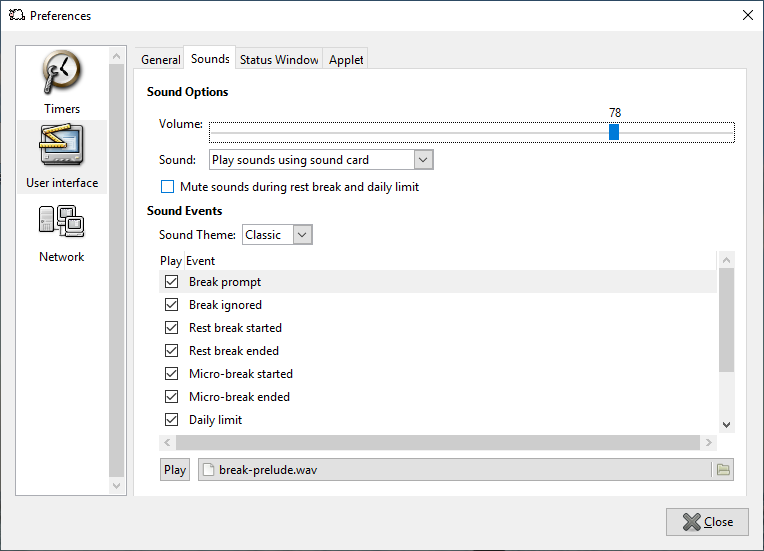 Preferences
Timers
User interface
Network
General Sounds Status Window Applet
Sound Options
78
Volume:
Sound: Play sounds using sound card
Mute sounds during rest break and daily limit
Sound Events
Sound Theme: Classic
Play Event
Break prompt
Break ignored
Rest break started
Rest break ended
Micro-break started
Micro-break ended
Daily limit
Play break-prelude.wav
Close